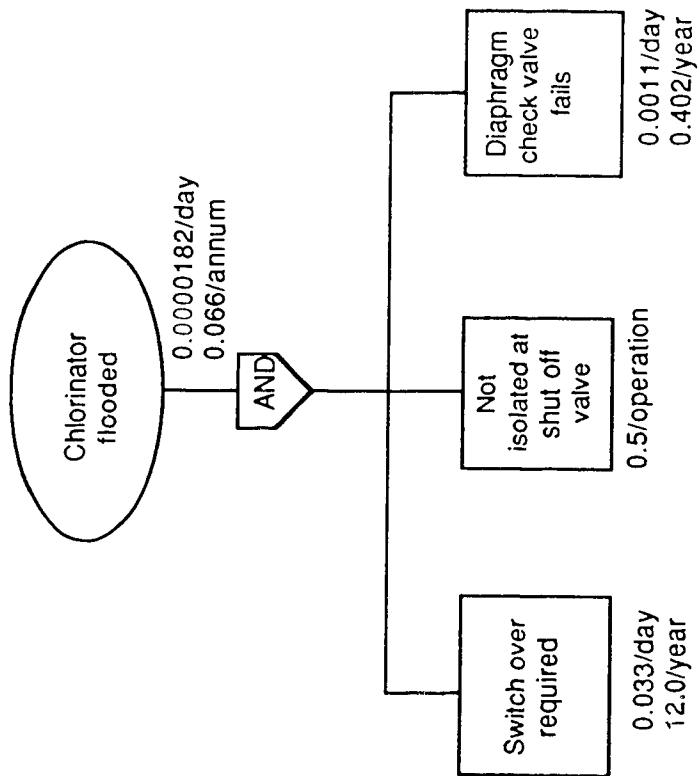 Chlorinator
flooded
0.0000182/day
0.066/annum
AND
Switch over
required
0.033/day
12.0/year
Not
isolated at
shut off
valve
0.5/operation
Diaphragm
check valve
fails
0.0011/day
0.402/year